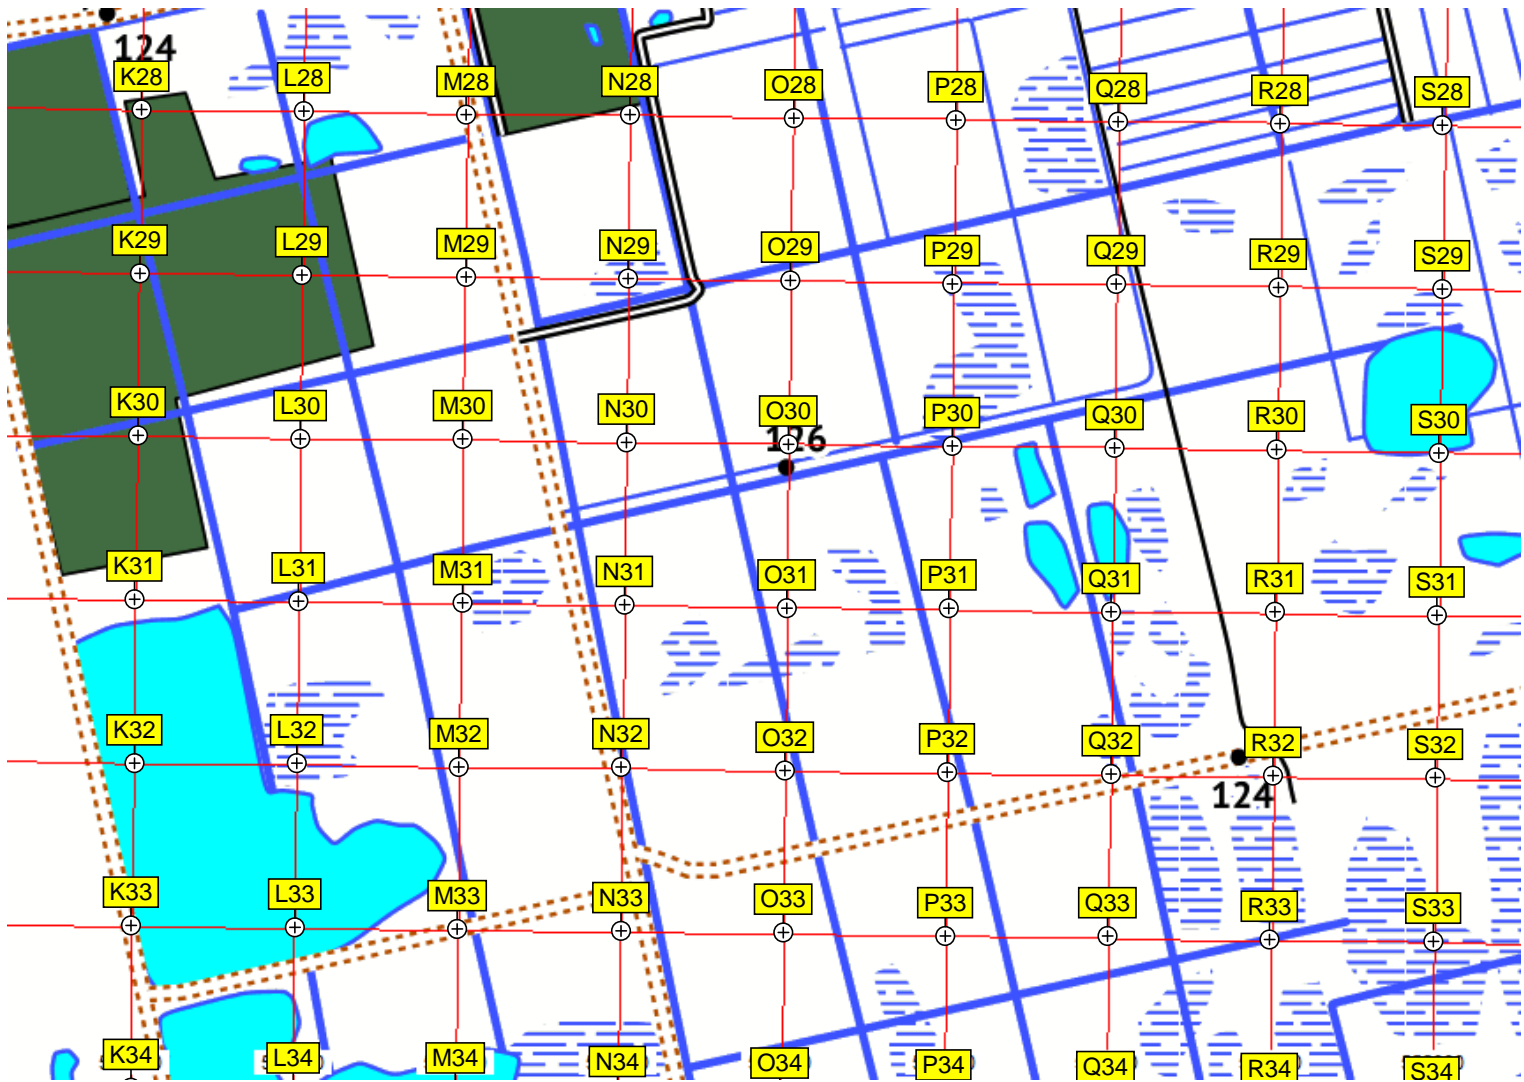 124
K28 L28 M28 N28 O28 P28 Q28 R28 S28
K29 L29 M29 N29 O29 P29 Q29 R29 S29
K30 L30 M30 N30 O30 P30 Q30 R30 S30
126
K31 L31 M31 N31 O31 P31 Q31 R31 S31
K32 L32 M32 N32 O32 P32 Q32 R32 S32
124
K33 L33 M33 N33 O33 P33 Q33 R33 S33
K34 L34 M34 N34 O34 P34 Q34 R34 S34